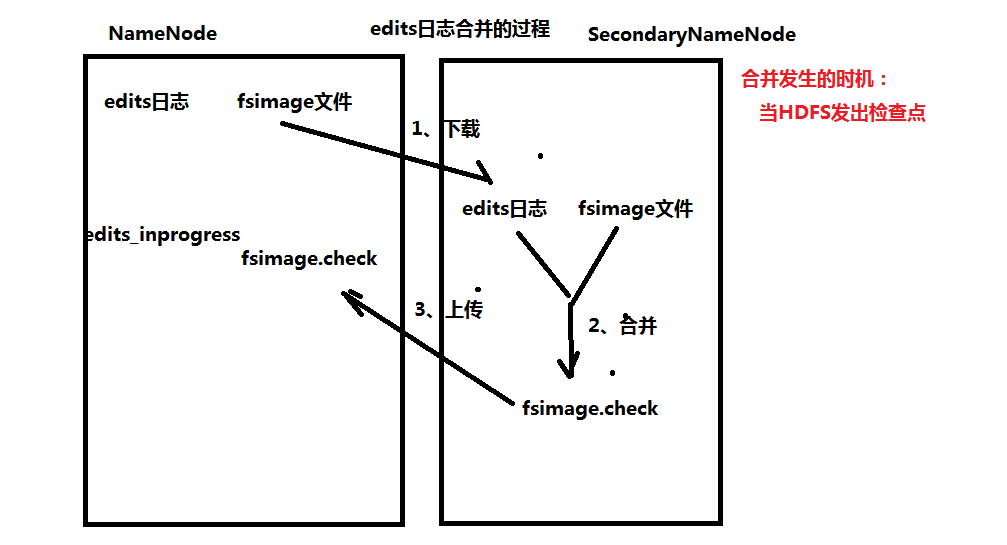 edits日志合并的过程
NameNode
SecondaryNameNode
合并发生的时机：
当HDFS发出检查点
edits日志
fsimage文件
1、下载
edits日志
fsimage文件
edits_inprogress
fsimage.check
3、上传
2、合并
fsimage.check